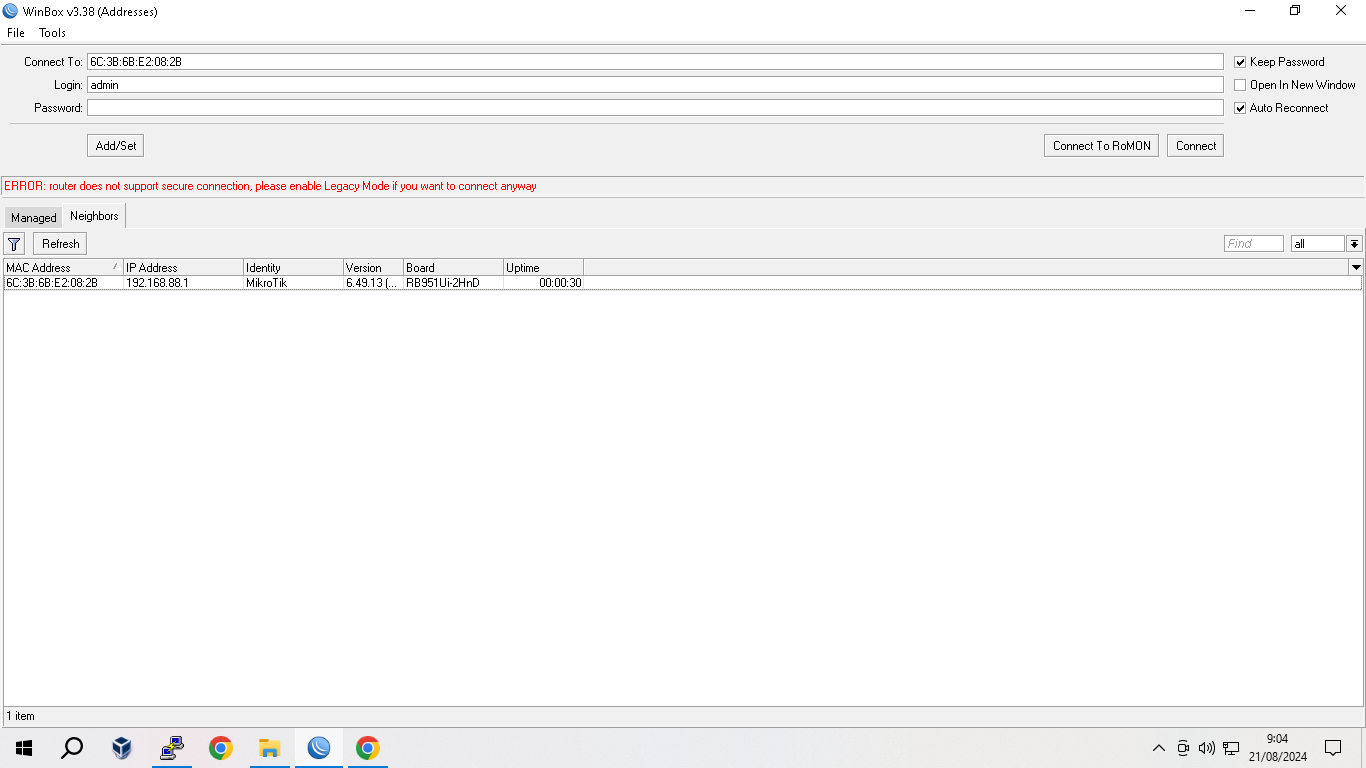 WinBox v3.38 (Addresses)
File Tools
Connect To: 6C:3B:6B:E2:08:2B Keep Password
Login: admin Open In New Window
Password: Auto Reconnect
Add/Set Connect To RoMON Connect
ERROR: router does not support secure connection, please enable Legacy Mode if you want to connect anyway
Managed Neighbors
Refresh Find all
MAC Address IP Address Identity Version Board Uptime
6C:3B:6B:E2:08:2B 192.168.88.1 MikroTik 6.49.13 (... RB951Ui-2HnD 00:00:30
1 item
9:04
21/08/2024